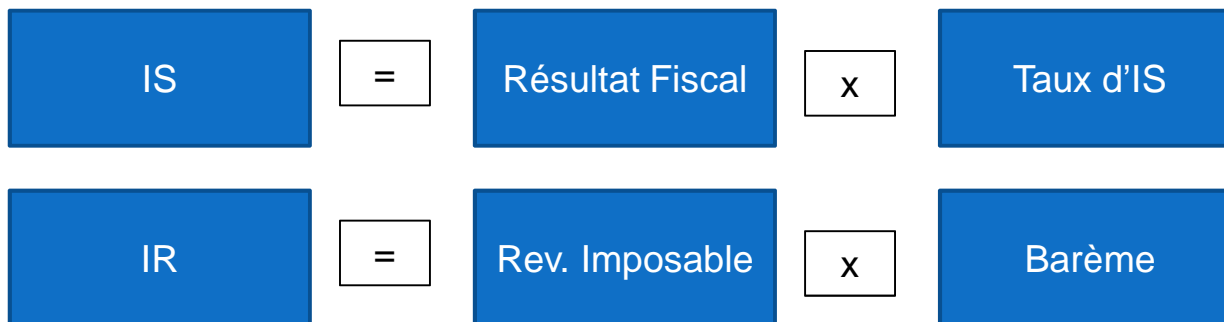 IS = Résultat Fiscal x Taux d’IS
IR = Rev. Imposable x Barème